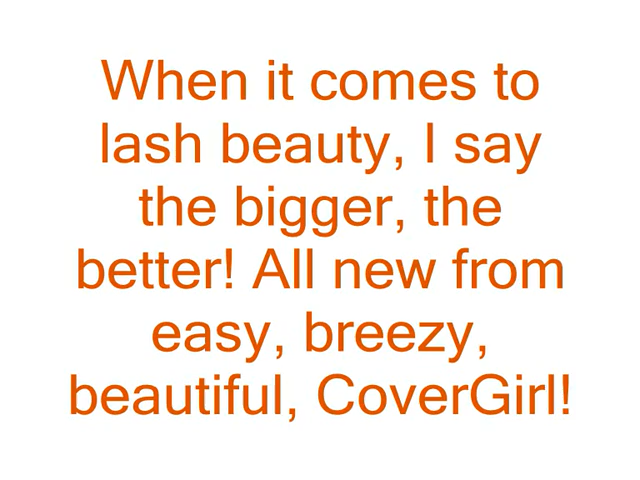 When it comes to
lash beauty, I say
the bigger, the
better! All new from
easy, breezy,
beautiful, CoverGirl!